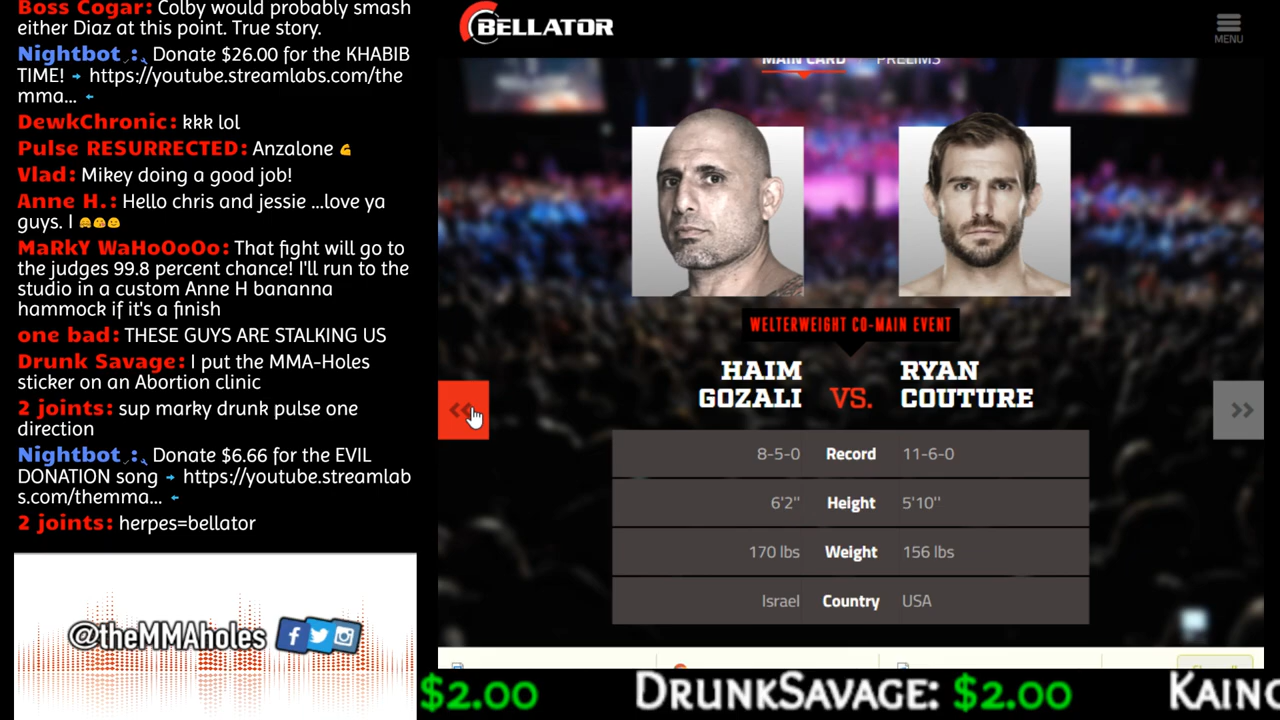 Boss Cogar: Colby would probably smash
either Diaz at this point. True story.
Nightbot : Donate $26.00 for the KHABIB
TIME! → https://youtube.streamlabs.com/the
mma... ←
DewkChronic: kkk lol
Pulse RESURRECTED: Anzalone 💪
Vlad: Mikey doing a good job!
Anne H.: Hello chris and jessie ...love ya
guys. I
MaRkY WaHoOoOo: That fight will go to
the judges 99.8 percent chance! I'll run to the
studio in a custom Anne H bananna
hammock if it's a finish
one bad: THESE GUYS ARE STALKING US
Drunk Savage: I put the MMA-Holes
sticker on an Abortion clinic
2 joints: sup marky drunk pulse one
direction
Nightbot : Donate $6.66 for the EVIL
DONATION song → https://youtube.streamlab
s.com/themma... ←
2 joints: herpes=bellator
@theMMAholes
BELLATOR
MENU
MAIN CARD / PRELIMS
WELTERWEIGHT CO-MAIN EVENT
HAIM
GOZALI
VS.
RYAN
COUTURE
8-5-0 Record 11-6-0
6'2" Height 5'10"
170 lbs Weight 156 lbs
Israel Country USA
$2.00 DRUNKSAVAGE: $2.00